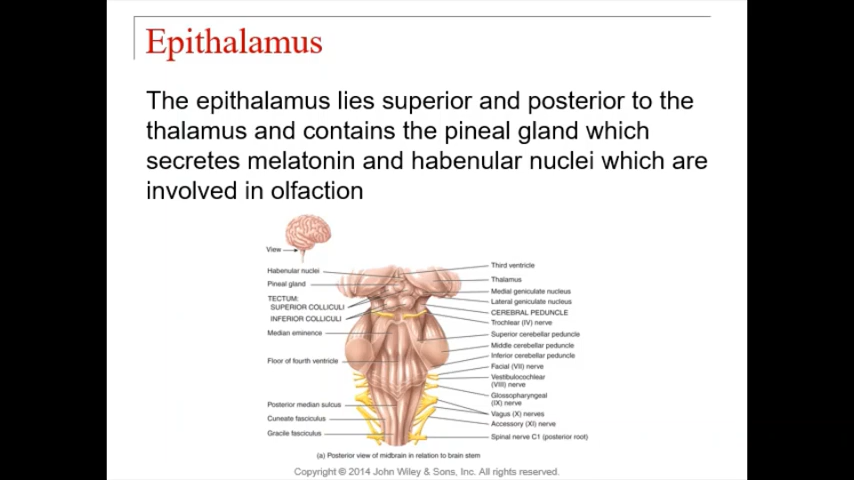 Epithalamus
The epithalamus lies superior and posterior to the
thalamus and contains the pineal gland which
secretes melatonin and habenular nuclei which are
involved in olfaction
View
Habenular nuclei
Pineal gland
TECTUM:
SUPERIOR COLLICULI
INFERIOR COLLICULI
Median eminence
Floor of fourth ventricle
Posterior median sulcus
Cuneate fasciculus
Gracile fasciculus
Third ventricle
Thalamus
Medial geniculate nucleus
Lateral geniculate nucleus
CEREBRAL PEDUNCLE
Trochlear (IV) nerve
Superior cerebellar peduncle
Middle cerebellar peduncle
Inferior cerebellar peduncle
Facial (VII) nerve
Vestibulocochlear
(VIII) nerve
Glossopharyngeal
(IX) nerve
Vagus (X) nerves
Accessory (XI) nerve
Spinal nerve C1 (posterior root)
(a) Posterior view of midbrain in relation to brain stem
Copyright © 2014 John Wiley & Sons, Inc. All rights reserved.